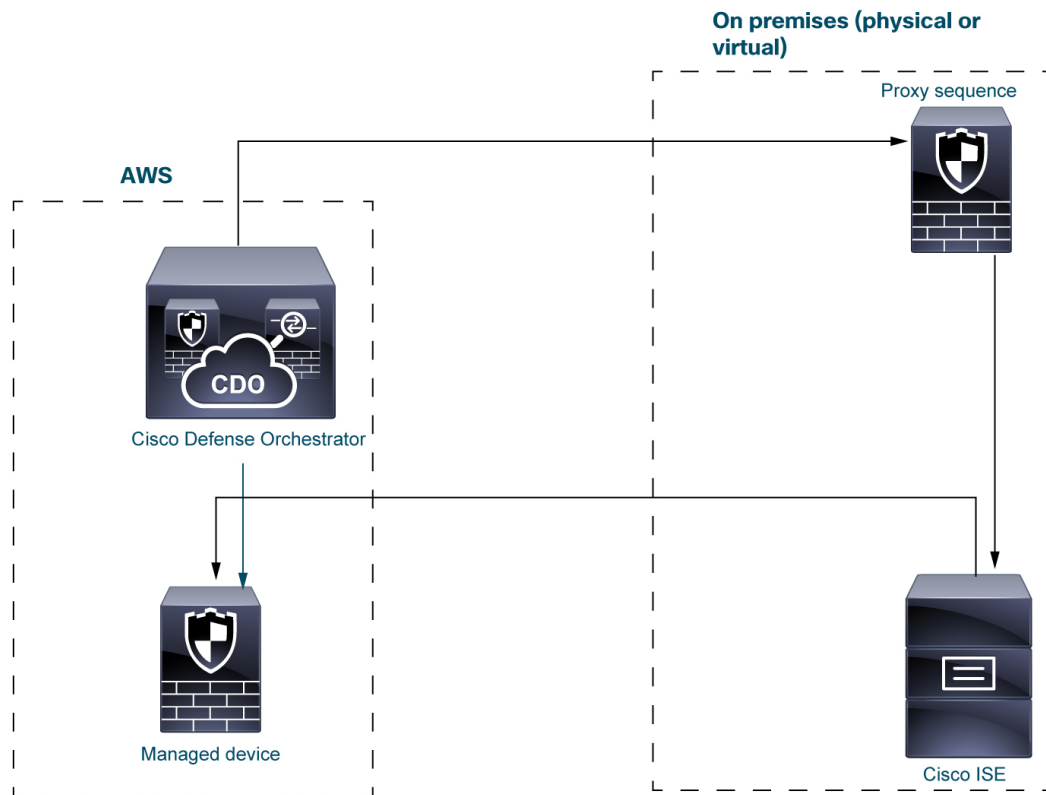 On premises (physical or
virtual)
Proxy sequence
AWS
CDO
Cisco Defense Orchestrator
Managed device
Cisco ISE